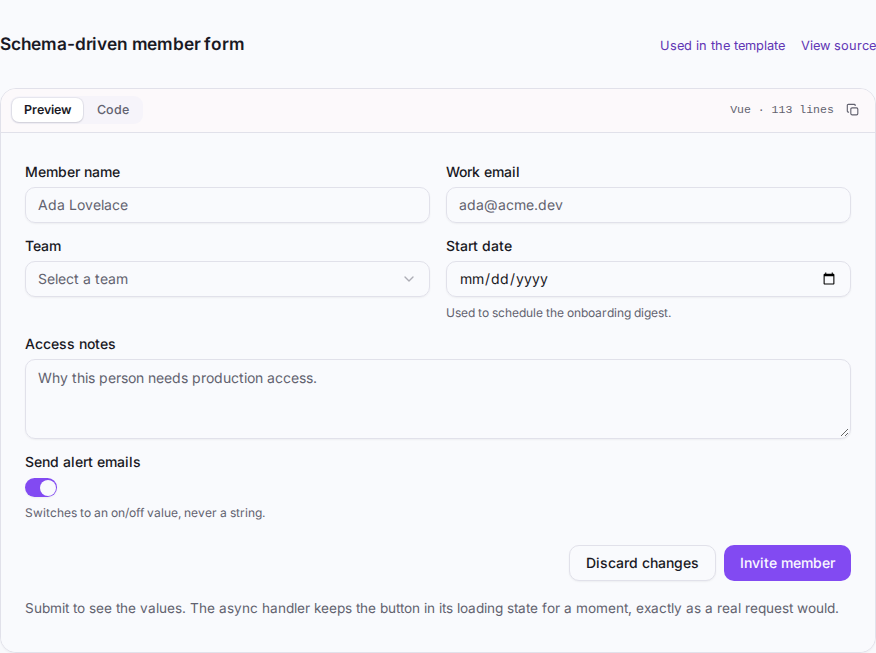 Schema-driven member form
Used in the template View source
Preview Code
Vue · 113 lines
Member name
Work email
Ada Lovelace
ada@acme.dev
Team
Start date
Select a team
mm/dd/yyyy
Used to schedule the onboarding digest.
Access notes
Why this person needs production access.
Send alert emails
Switches to an on/off value, never a string.
Discard changes
Invite member
Submit to see the values. The async handler keeps the button in its loading state for a moment, exactly as a real request would.